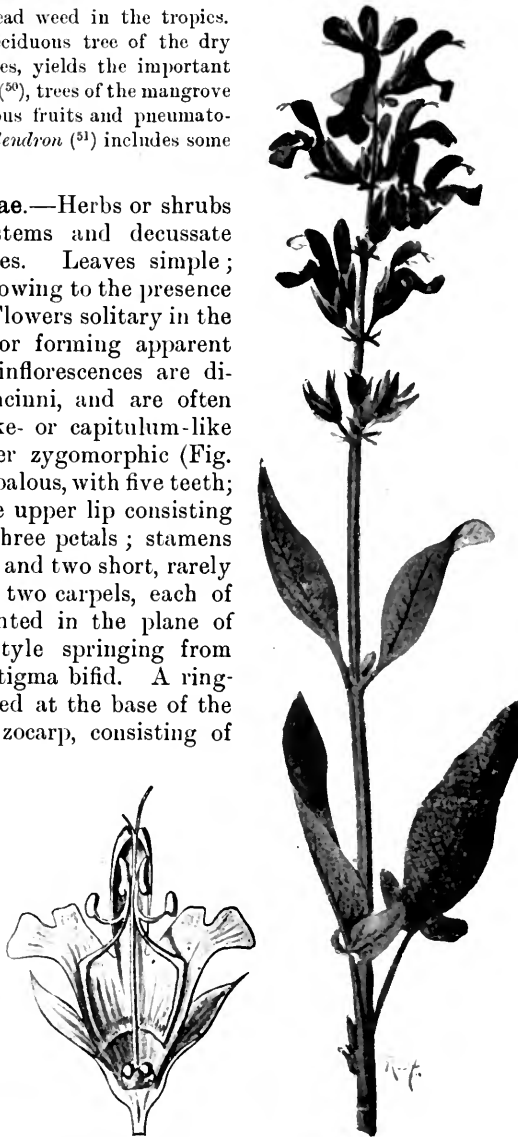 ead weed in the tropics.
ciduous tree of the dry
es, yields the important
(⁵⁰), trees of the mangrove
ous fruits and pneumato-
endron (⁵¹) includes some
ae.—Herbs or shrubs
stems and decussate
es. Leaves simple;
owing to the presence
Flowers solitary in the
or forming apparent
inflorescences are di-
cinni, and are often
ke- or capitulum-like
er zygomorphic (Fig.
palous, with five teeth;
e upper lip consisting
three petals; stamens
and two short, rarely
two carpels, each of
nted in the plane of
tyle springing from
tigma bifid. A ring-
ed at the base of the
zocarp, consisting of